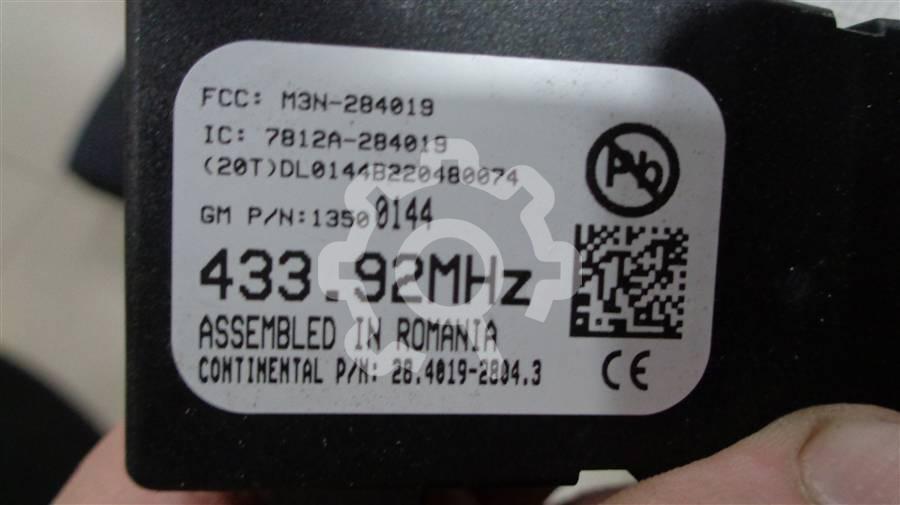 FCC: M3N-284019
IC: 7812A-284019
(20T)DL0144B220480074
GM P/N:13500144
433.92MHz
ASSEMBLED IN ROMANIA
CONTINENTAL P/N: 28.4019-2804.3
Pb
CE